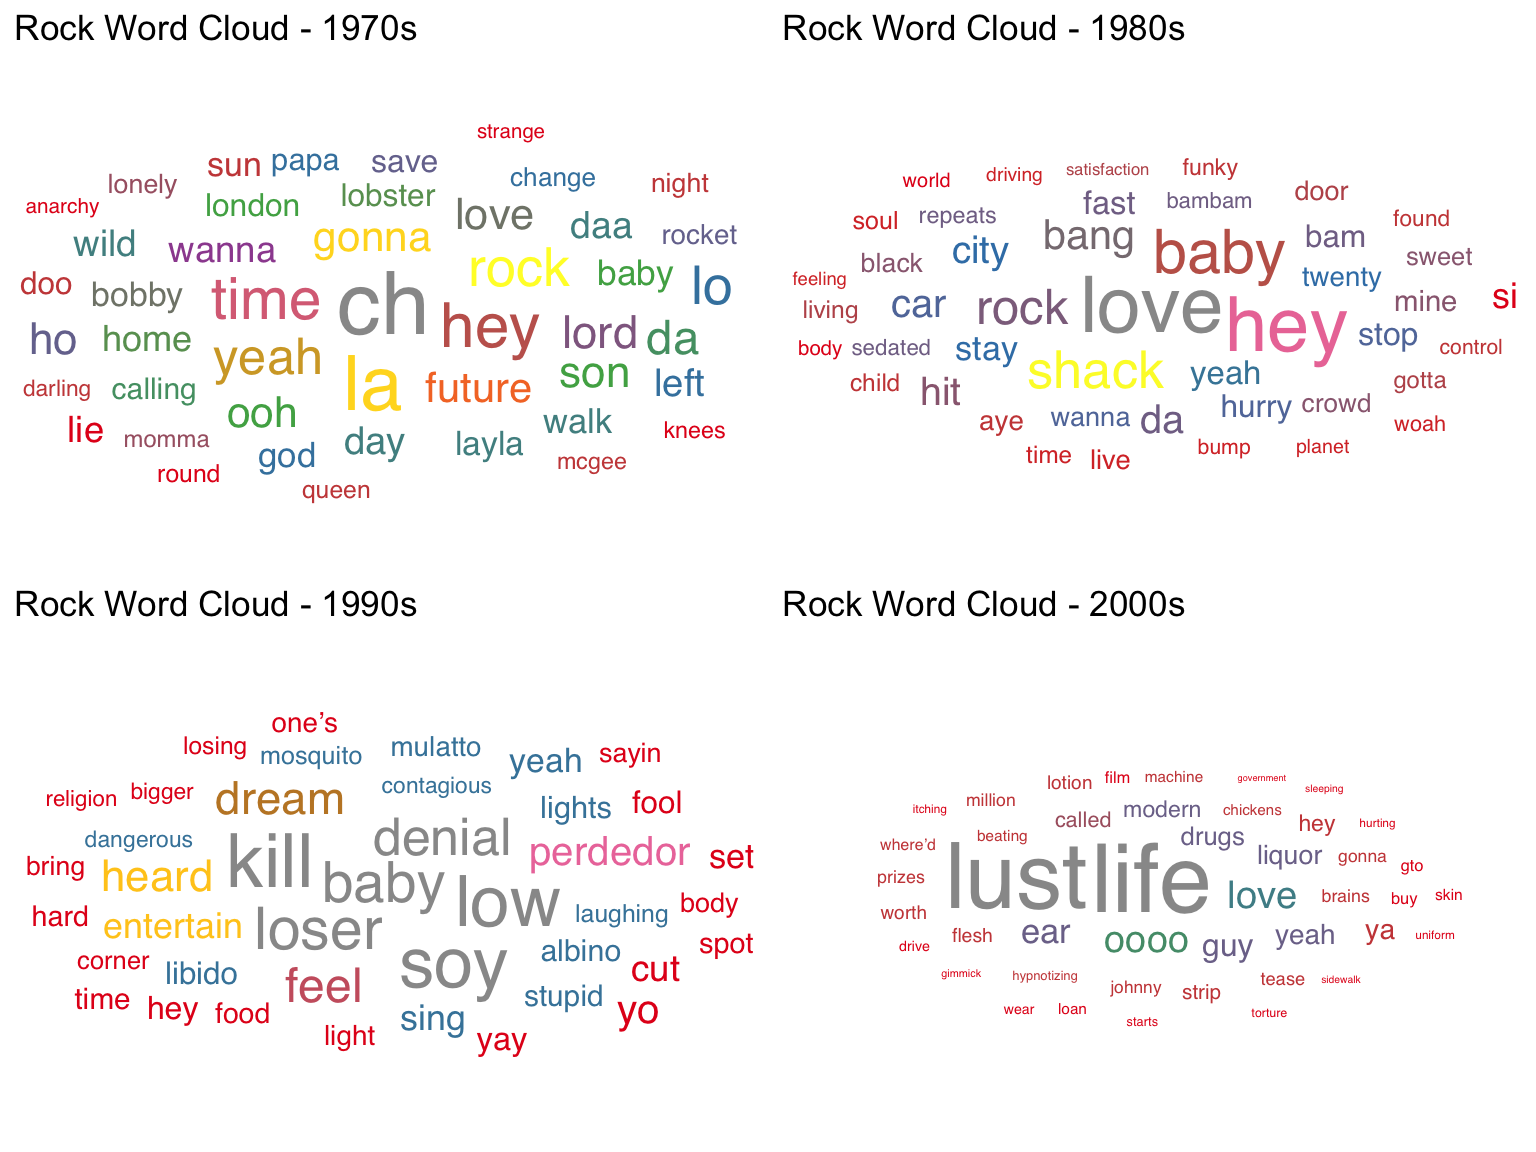 Rock Word Cloud - 1970s
strange
sun papa save
lonely change night
anarchy london lobster love
wild wanna gonna daa rocket
doo bobby time ch rock baby lo
ho home yeah hey lord da
darling calling la future son left
lie momma ooh day layla walk knees
round god mcgee
queen
Rock Word Cloud - 1980s
world driving satisfaction funky
soul repeats fast bambam door found
black city bang baby bam sweet
feeling twenty
living car rock love hey mine si
body sedated stay stop control
child hit shack yeah gotta
aye wanna da hurry crowd woah
time live bump planet
Rock Word Cloud - 1990s
one’s
losing mosquito mulatto yeah sayin
religion bigger dream contagious lights fool
dangerous kill denial perdedor set
bring heard baby low
hard entertain loser laughing body
corner libido soy albino spot
time hey food feel stupid cut
light sing yay yo
Rock Word Cloud - 2000s
lotion film machine government sleeping
itching million called modern chickens hey hurting
where’d beating drugs liquor gonna gto
prizes lust life love brains buy skin
worth
drive flesh ear oooo guy yeah ya uniform
gimmick hypnotizing johnny strip tease sidewalk
wear loan starts torture